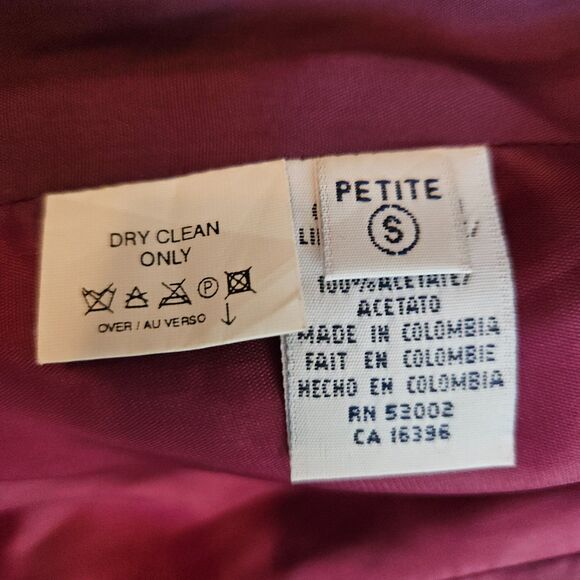 DRY CLEAN
ONLY
P
OVER / AU VERSO
PETITE
S
100% ACETATE/
ACETATO
MADE IN COLOMBIA
FAIT EN COLOMBIE
HECHO EN COLOMBIA
RN 53002
CA 16396